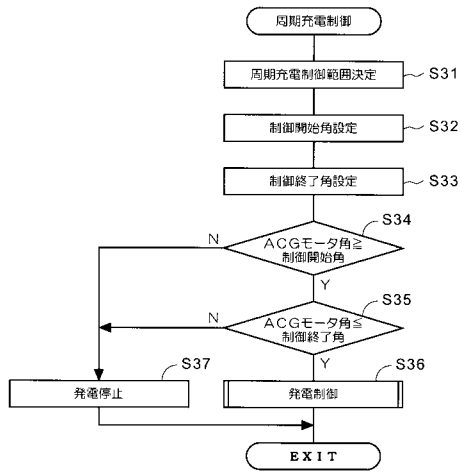 周期充電制御
周期充電制御範囲決定
S31
制御開始角設定
S32
制御終了角設定
S33
S34
N
ACGモータ角≧
制御開始角
Y
S35
N
ACGモータ角≦
制御終了角
S37
Y
S36
発電停止
発電制御
EXIT